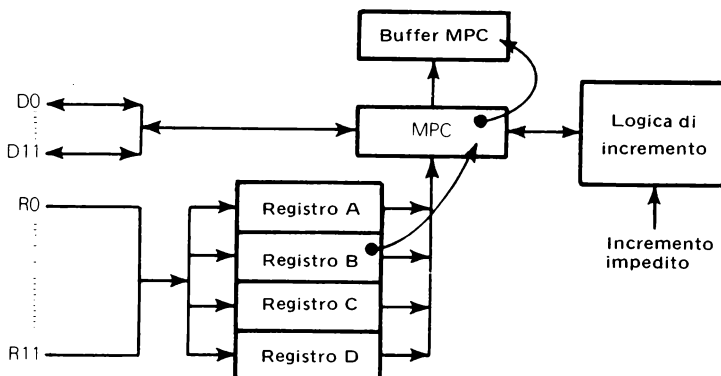 Buffer MPC
D0
D11
MPC
Logica di
incremento
R0
Registro A
Registro B
Registro C
Registro D
R11
Incremento
impedito